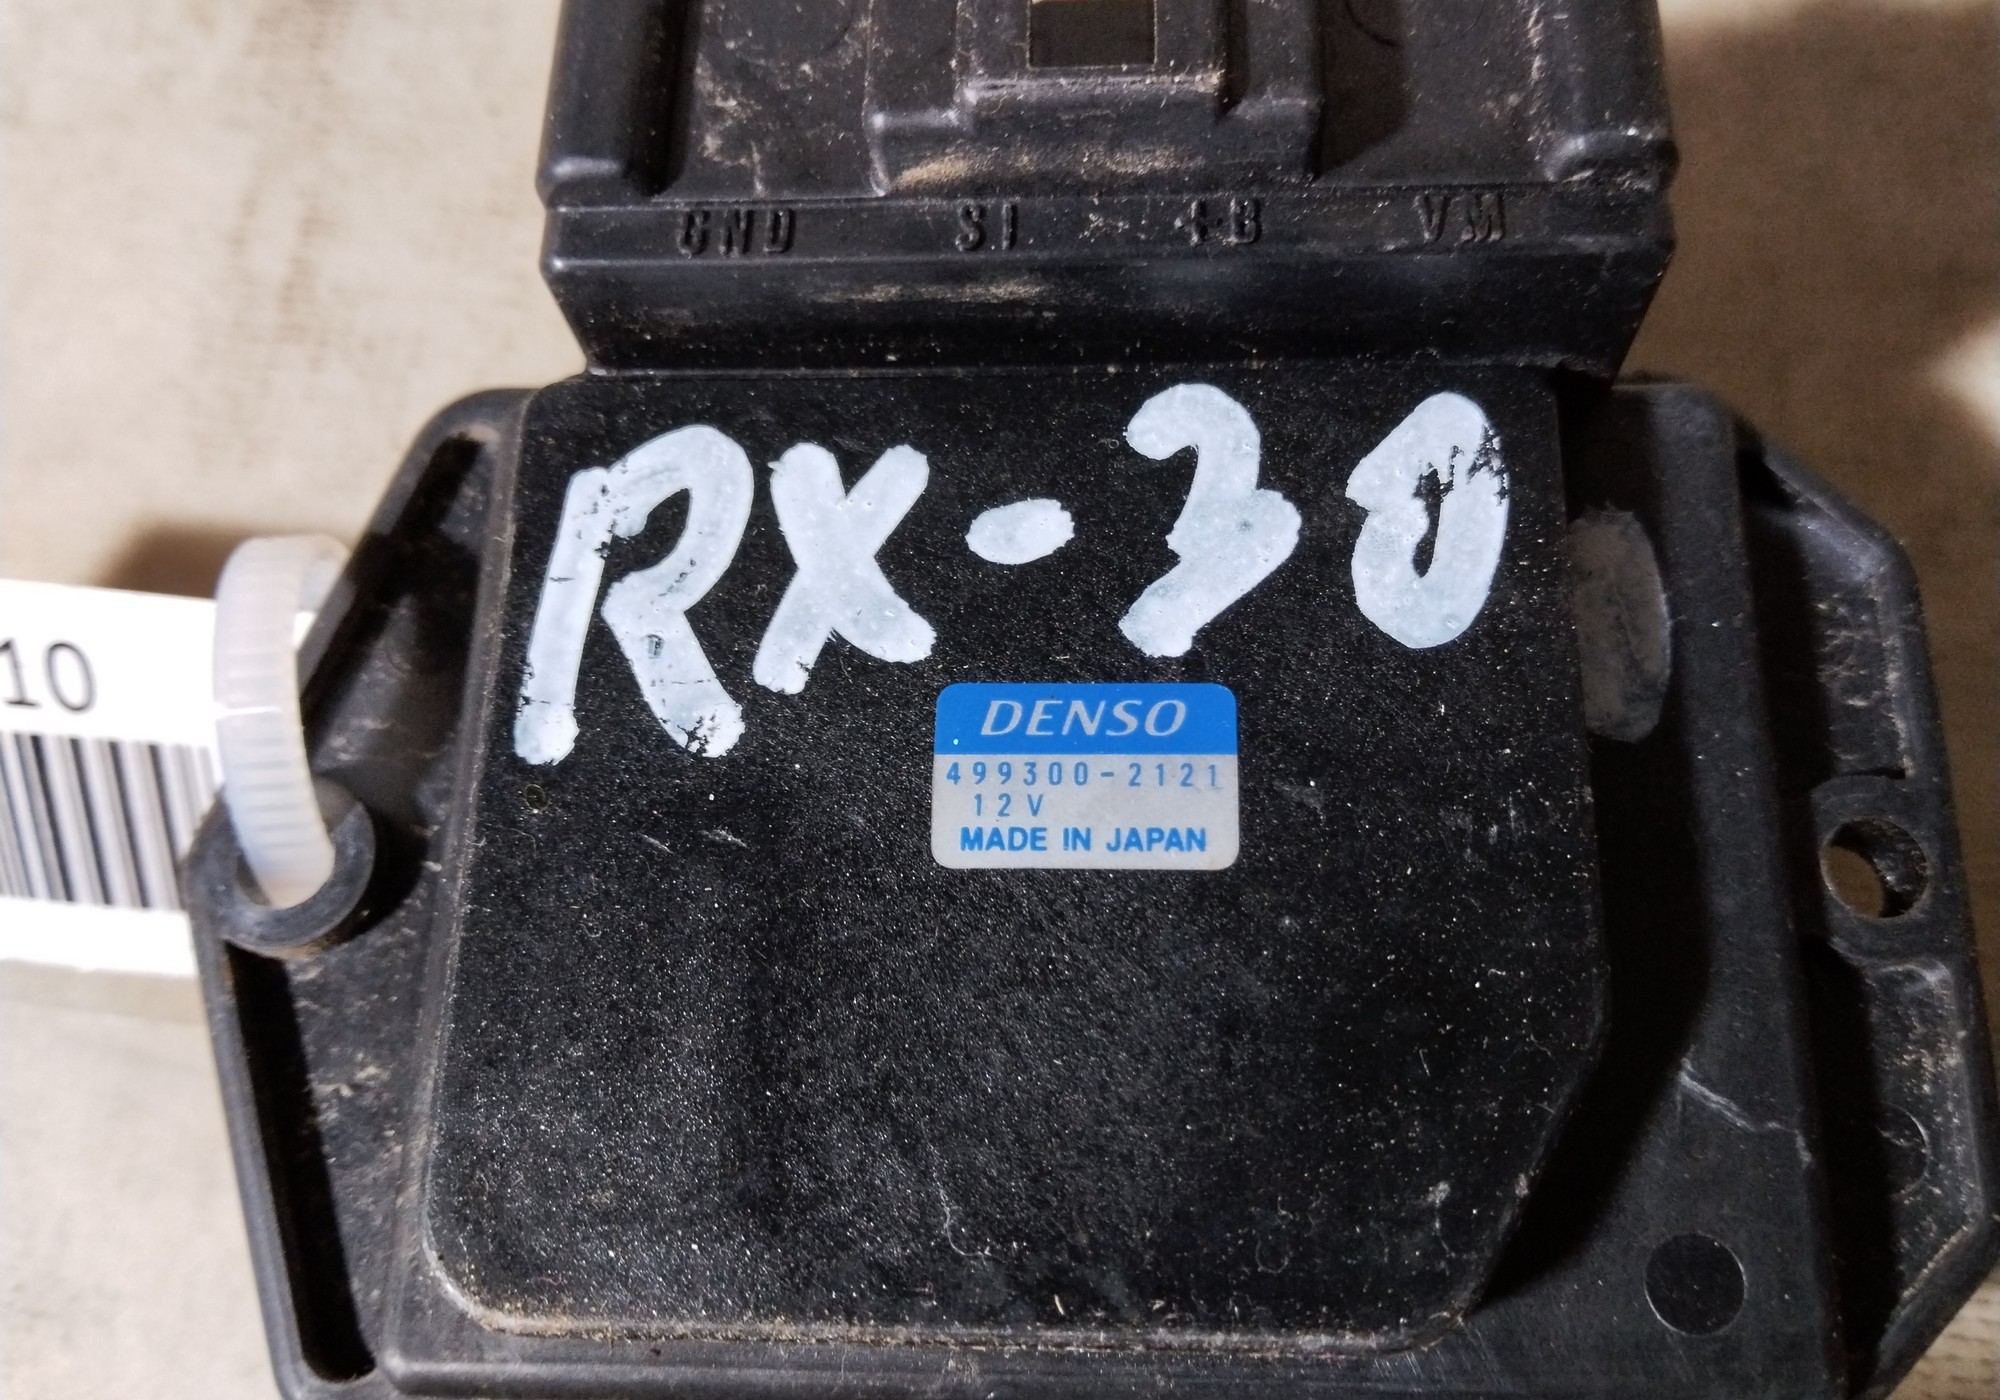 GND SI +B VM
RX-30
10
DENSO
499300-2121
12V
MADE IN JAPAN